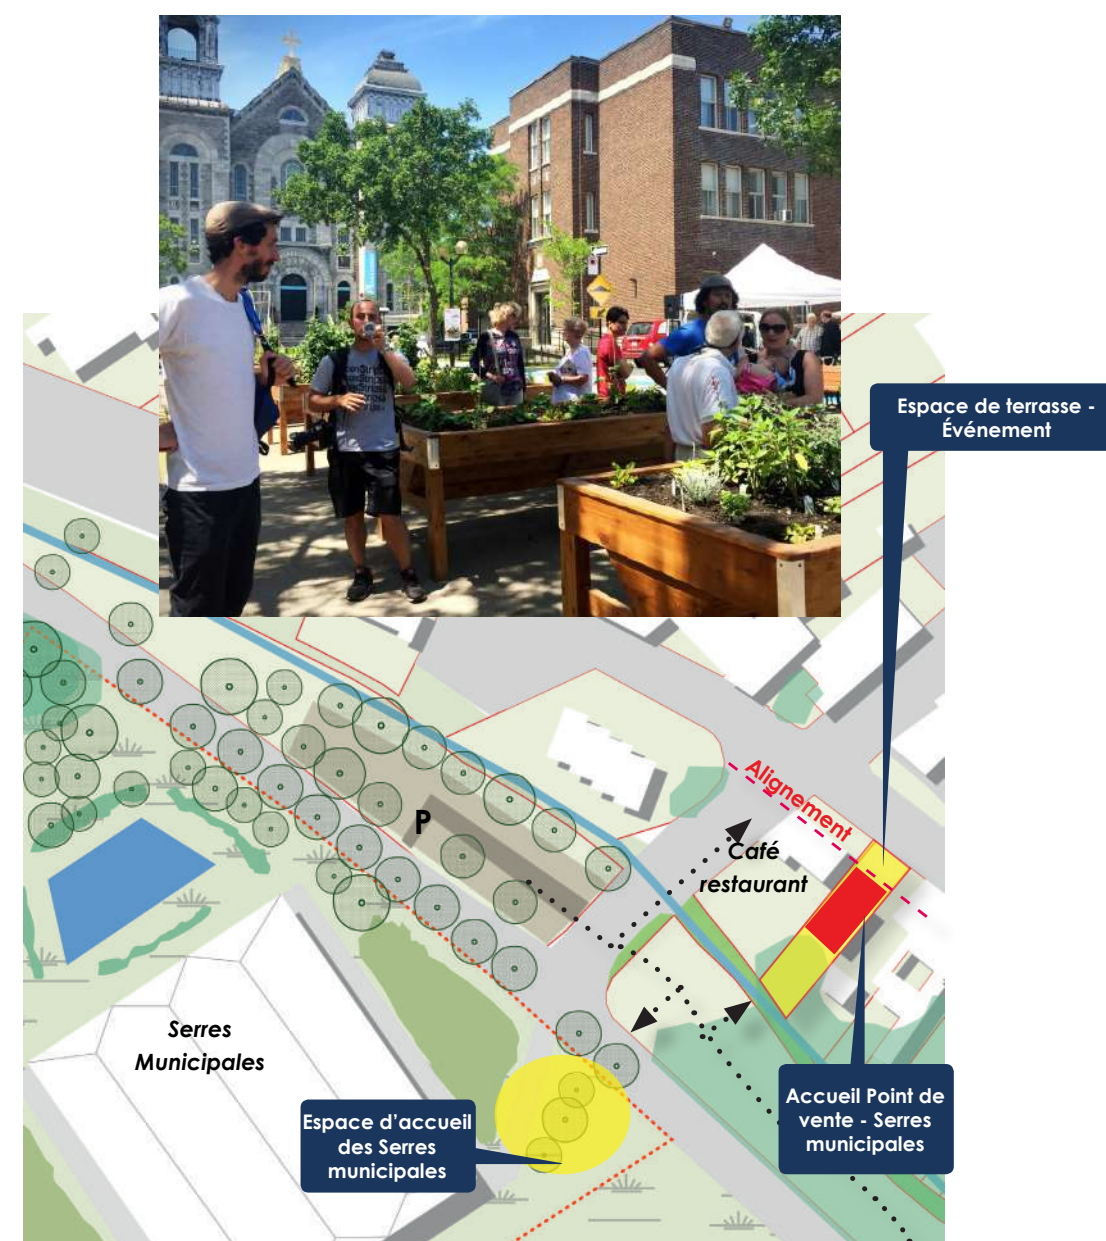 Espace de terrasse -
Événement
Alignement
P
Café
restaurant
Serres
Municipales
Espace d’accueil
des Serres
municipales
Accueil Point de
vente - Serres
municipales